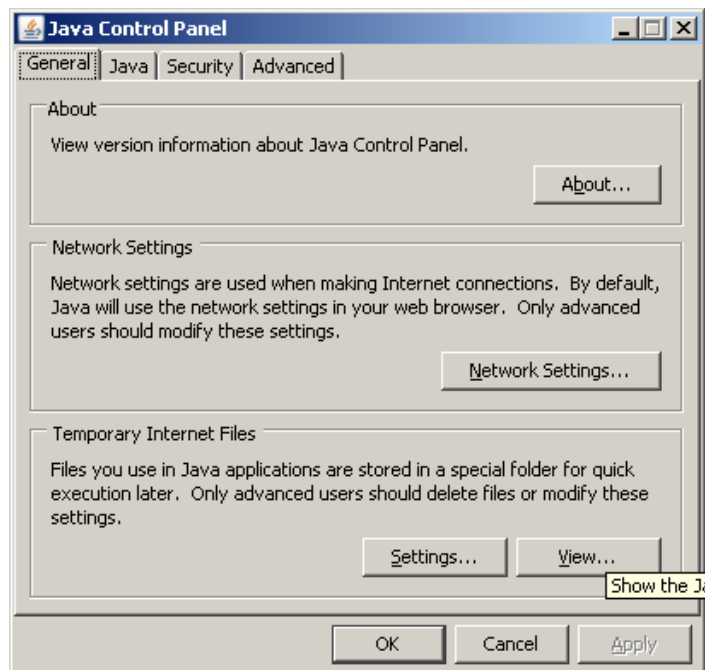 Java Control Panel
General Java Security Advanced
About
View version information about Java Control Panel.
About...
Network Settings
Network settings are used when making Internet connections. By default,
Java will use the network settings in your web browser. Only advanced
users should modify these settings.
Network Settings...
Temporary Internet Files
Files you use in Java applications are stored in a special folder for quick
execution later. Only advanced users should delete files or modify these
settings.
Settings... View...
Show the
OK Cancel Apply